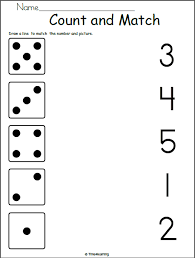 Name
Count and Match
Draw a line to match the number and picture.
3
4
5
1
2